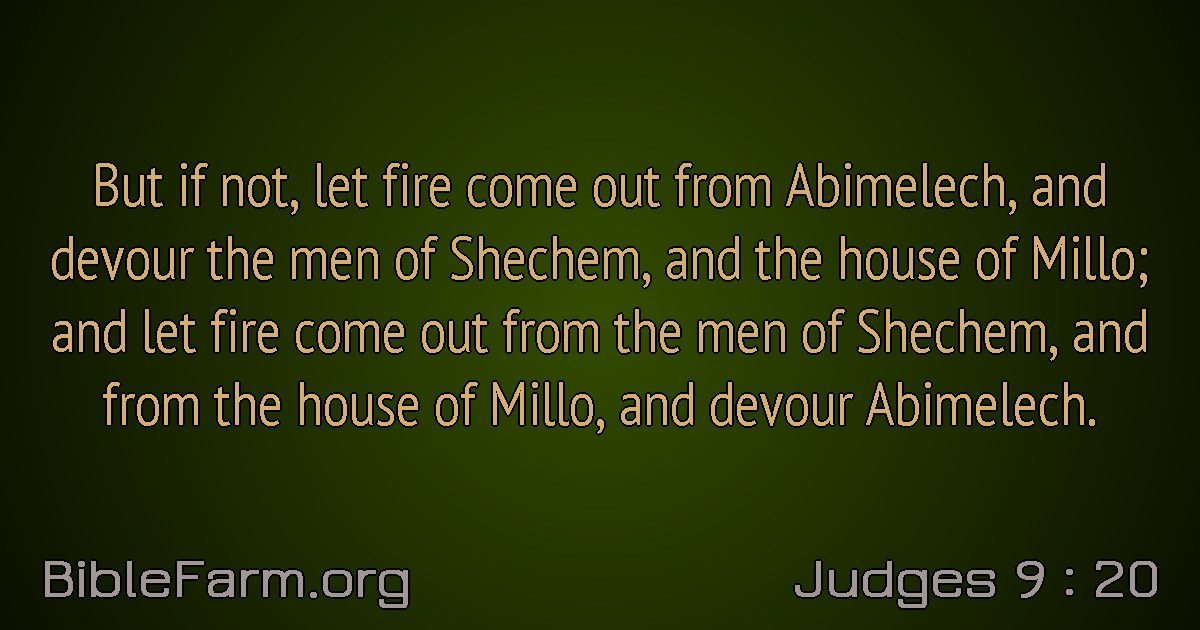 But if not, let fire come out from Abimelech, and
devour the men of Shechem, and the house of Millo;
and let fire come out from the men of Shechem, and
from the house of Millo, and devour Abimelech.
BibleFarm.org
Judges 9 : 20